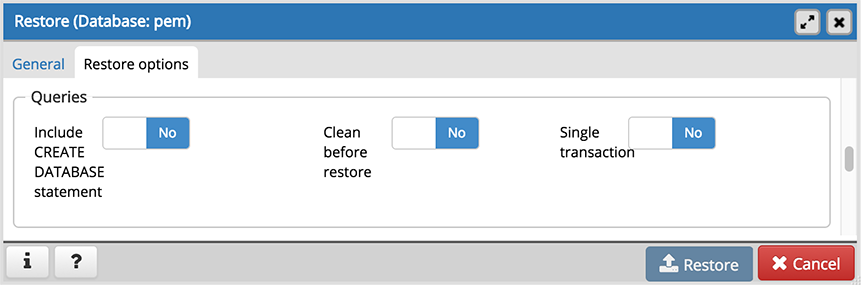 Restore (Database: pem)
General
Restore options
Queries
Include
CREATE
DATABASE
statement
No
Clean
before
restore
No
Single
transaction
No
i
?
Restore
Cancel